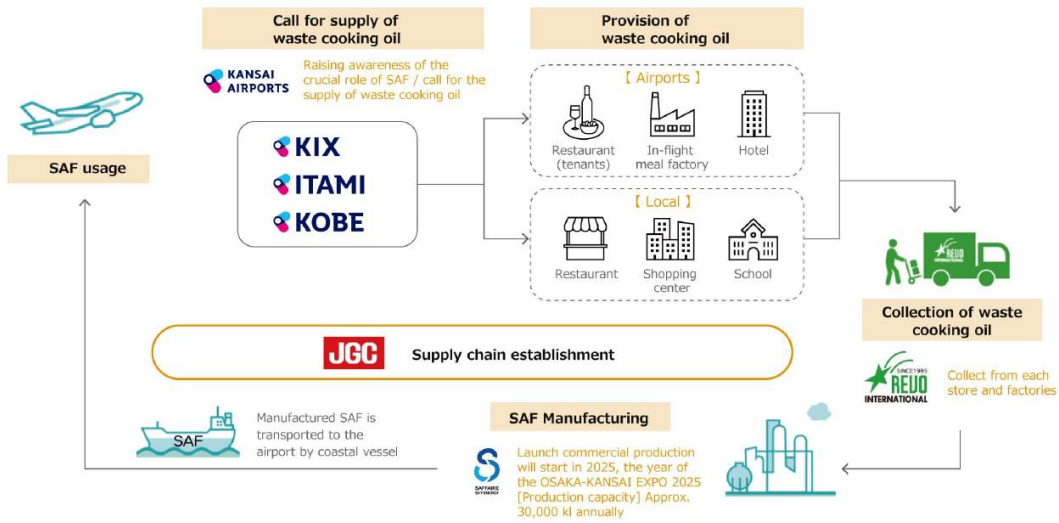 Call for supply of
waste cooking oil
KANSAI
AIRPORTS
Raising awareness of the
crucial role of SAF / call for the
supply of waste cooking oil
KIX
ITAMI
KOBE
Provision of
waste cooking oil
【 Airports 】
Restaurant
(tenants)
In-flight
meal factory
Hotel
【 Local 】
Restaurant
Shopping
center
School
REVO
INTERNATIONAL
Collection of waste
cooking oil
SINCE1995
REVO
INTERNATIONAL
Collect from each
store and factories
JGC
Supply chain establishment
SAF Manufacturing
SAFFAIRE
SKY ENERGY
Launch commercial production
will start in 2025, the year of
the OSAKA-KANSAI EXPO 2025
[Production capacity] Approx.
30,000 kl annually
SAF
Manufactured SAF is
transported to the
airport by coastal vessel
SAF usage